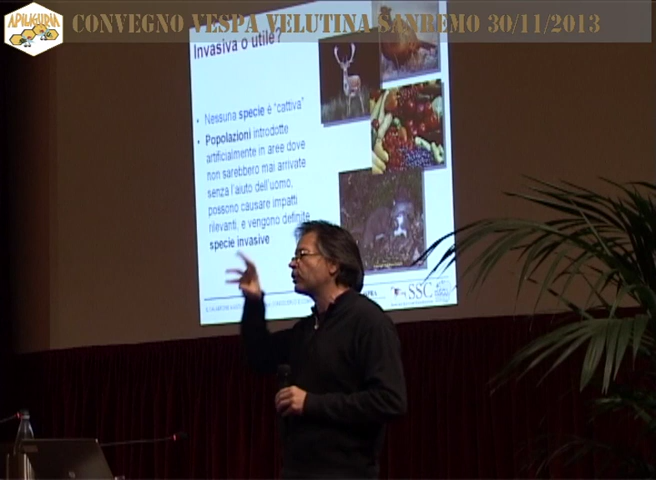 APILIGURIA
CONVEGNO VESPA VELUTINA SANREMO 30/11/2013
Invasiva o utile?
• Nessuna specie è "cattiva"
• Popolazioni introdotte
artificialmente in aree dove
non sarebbero mai arrivate
senza l'aiuto dell'uomo,
possono causare impatti
rilevanti, e vengono definite
specie invasive
SSC